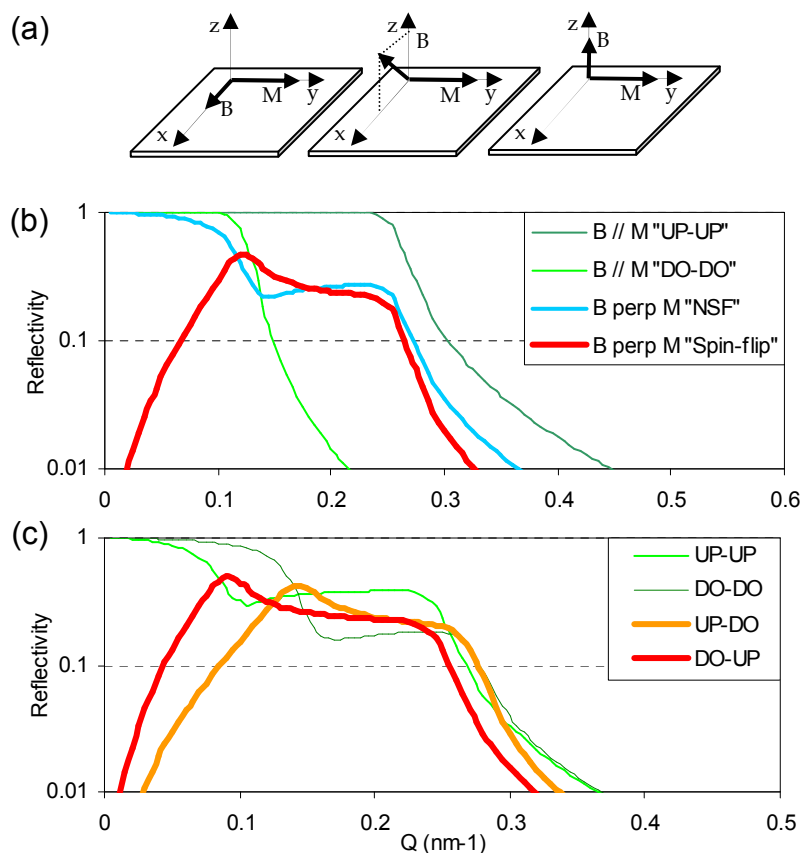 (a)
z
B
M
y
x
z
B
M
y
x
z
B
M
y
x
(b)
Reflectivity
1
0.1
0.01
B // M "UP-UP"
B // M "DO-DO"
B perp M "NSF"
B perp M "Spin-flip"
0
0.1
0.2
0.3
0.4
0.5
0.6
(c)
Reflectivity
1
0.1
0.01
UP-UP
DO-DO
UP-DO
DO-UP
0
0.1
0.2
0.3
0.4
0.5
Q (nm-1)